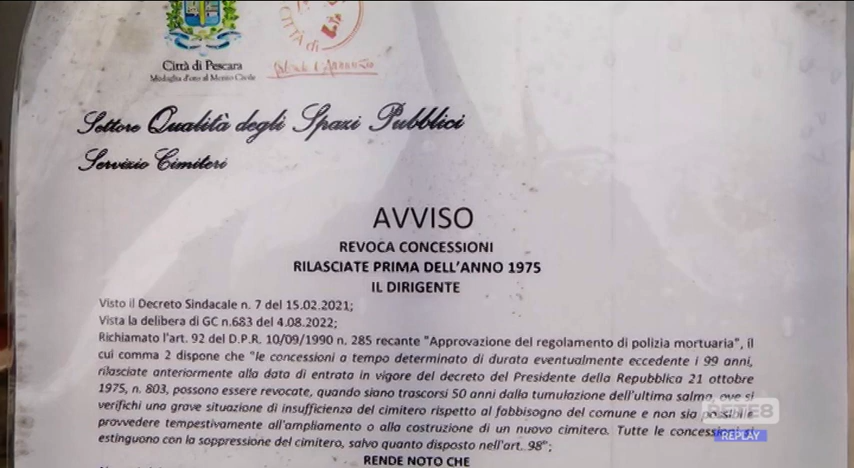 CITTÀ di
Città di Pescara
Medaglia d'oro al Merito Civile
Settore Qualità degli Spazi Pubblici
Servizio Cimiteri
AVVISO
REVOCA CONCESSIONI
RILASCIATE PRIMA DELL'ANNO 1975
IL DIRIGENTE
Visto il Decreto Sindacale n. 7 del 15.02.2021;
Vista la delibera di GC n.683 del 4.08.2022;
Richiamato l'art. 92 del D.P.R. 10/09/1990 n. 285 recante "Approvazione del regolamento di polizia mortuaria", il
cui comma 2 dispone che "le concessioni a tempo determinato di durata eventualmente eccedente i 99 anni,
rilasciate anteriormente alla data di entrata in vigore del decreto del Presidente della Repubblica 21 ottobre
1975, n. 803, possono essere revocate, quando siano trascorsi 50 anni dalla tumulazione dell'ultima salma, ove si
verifichi una grave situazione di insufficienza del cimitero rispetto al fabbisogno del comune e non sia possibile
provvedere tempestivamente all'ampliamento o alla costruzione di un nuovo cimitero. Tutte le concessioni si
estinguono con la soppressione del cimitero, salvo quanto disposto nell'art. 98";
RENDE NOTO CHE
RETE8
REPLAY